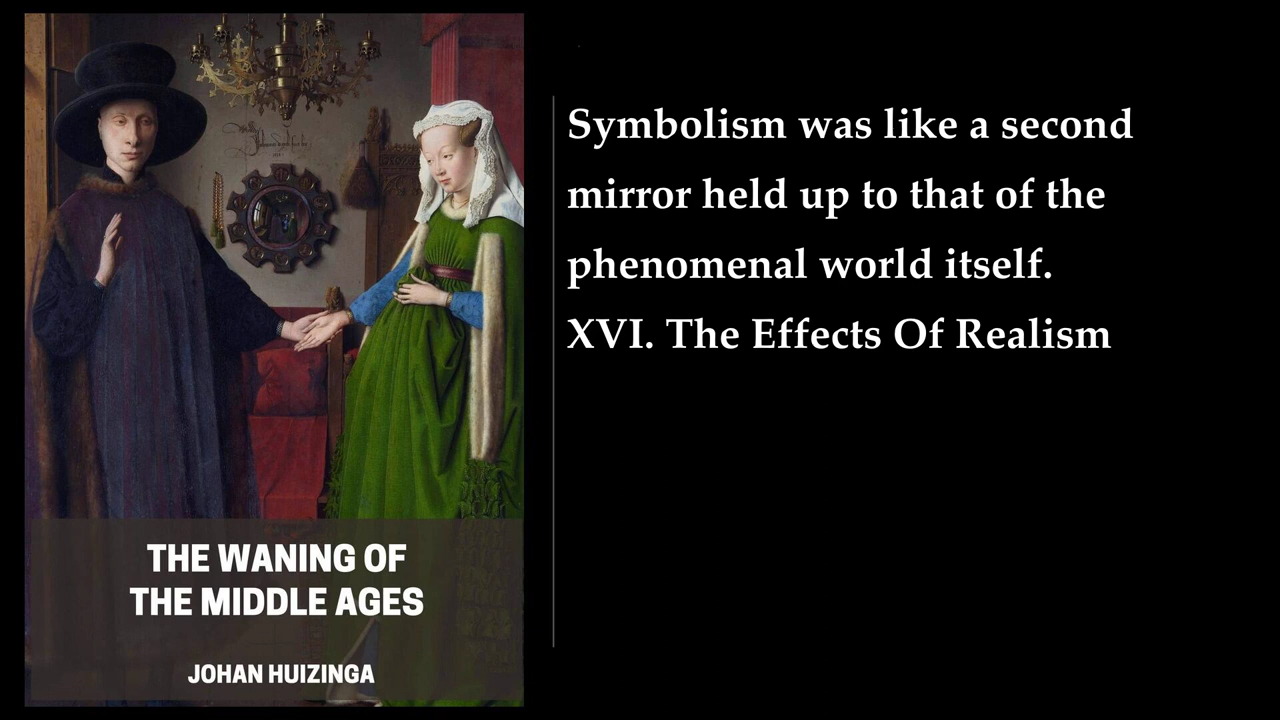 Symbolism was like a second
mirror held up to that of the
phenomenal world itself.
XVI. The Effects Of Realism
THE WANING OF
THE MIDDLE AGES
JOHAN HUIZINGA